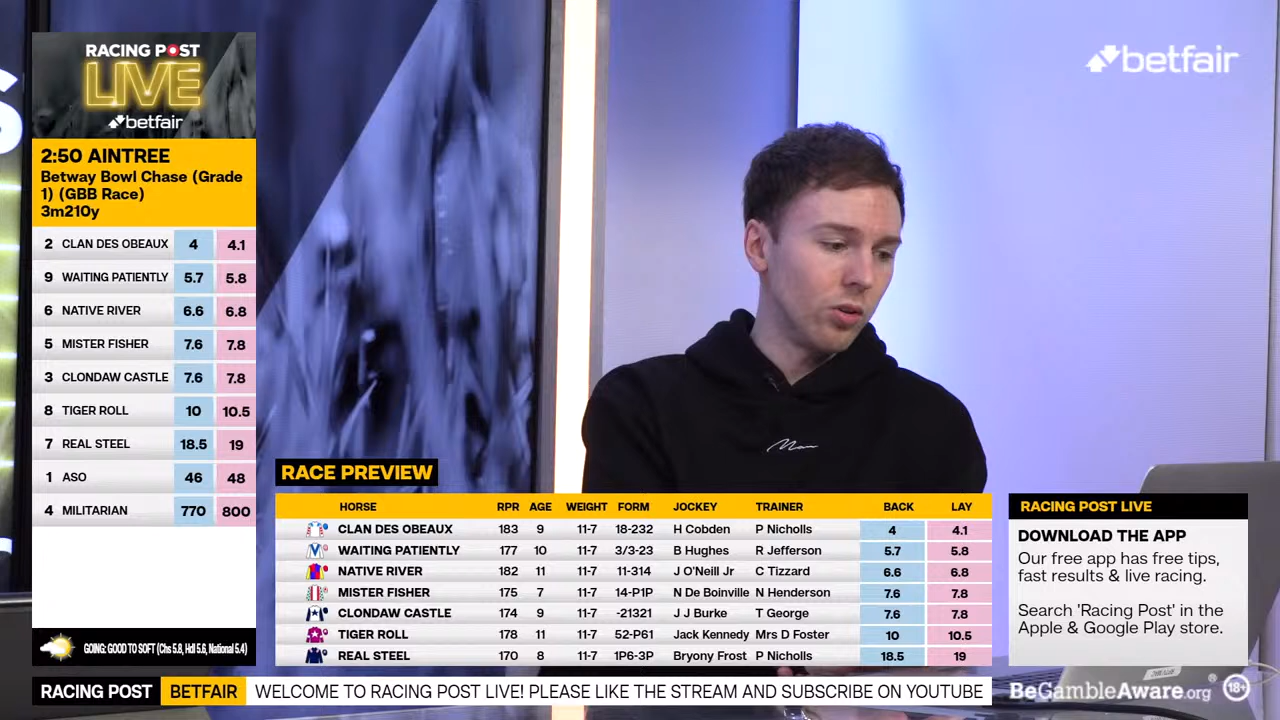 RACING POST
LIVE
betfair
2:50 AINTREE
Betway Bowl Chase (Grade
1) (GBB Race)
3m210y
2 CLAN DES OBEAUX 4 4.1
9 WAITING PATIENTLY 5.7 5.8
6 NATIVE RIVER 6.6 6.8
5 MISTER FISHER 7.6 7.8
3 CLONDAW CASTLE 7.6 7.8
8 TIGER ROLL 10 10.5
7 REAL STEEL 18.5 19
1 ASO 46 48
4 MILITARIAN 770 800
GOING: GOOD TO SOFT (Chs 5.8, Hdl 5.6, National 5.4)
betfair
RACE PREVIEW
HORSE RPR AGE WEIGHT FORM JOCKEY TRAINER BACK LAY
CLAN DES OBEAUX 183 9 11-7 18-232 H Cobden P Nicholls 4 4.1
WAITING PATIENTLY 177 10 11-7 3/3-23 B Hughes R Jefferson 5.7 5.8
NATIVE RIVER 182 11 11-7 11-314 J O'Neill Jr C Tizzard 6.6 6.8
MISTER FISHER 175 7 11-7 14-P1P N De Boinville N Henderson 7.6 7.8
CLONDAW CASTLE 174 9 11-7 -21321 J J Burke T George 7.6 7.8
TIGER ROLL 178 11 11-7 52-P61 Jack Kennedy Mrs D Foster 10 10.5
REAL STEEL 170 8 11-7 1P6-3P Bryony Frost P Nicholls 18.5 19
RACING POST LIVE
DOWNLOAD THE APP
Our free app has free tips,
fast results & live racing.
Search 'Racing Post' in the
Apple & Google Play store.
RACING POST BETFAIR WELCOME TO RACING POST LIVE! PLEASE LIKE THE STREAM AND SUBSCRIBE ON YOUTUBE
BeGambleAware.org® 18+